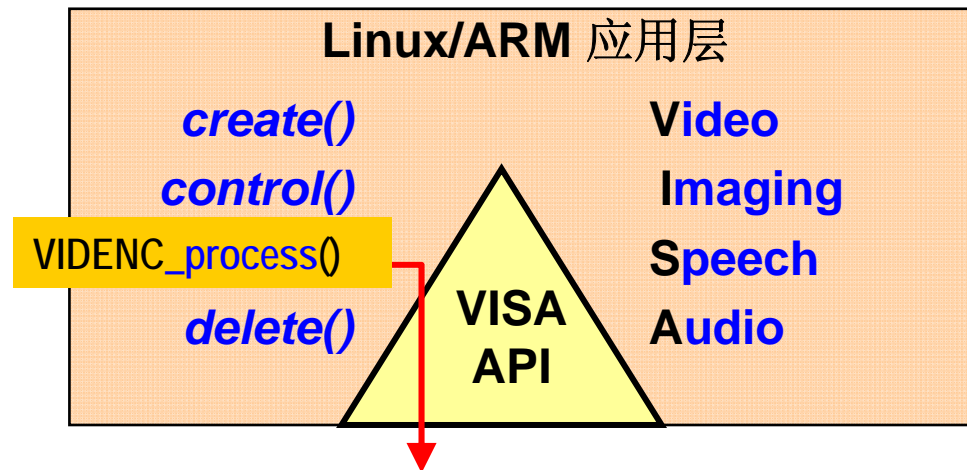 Linux/ARM 应用层
create()
control()
VIDENC_process()
delete()
Video
Imaging
Speech
Audio
VISA
API